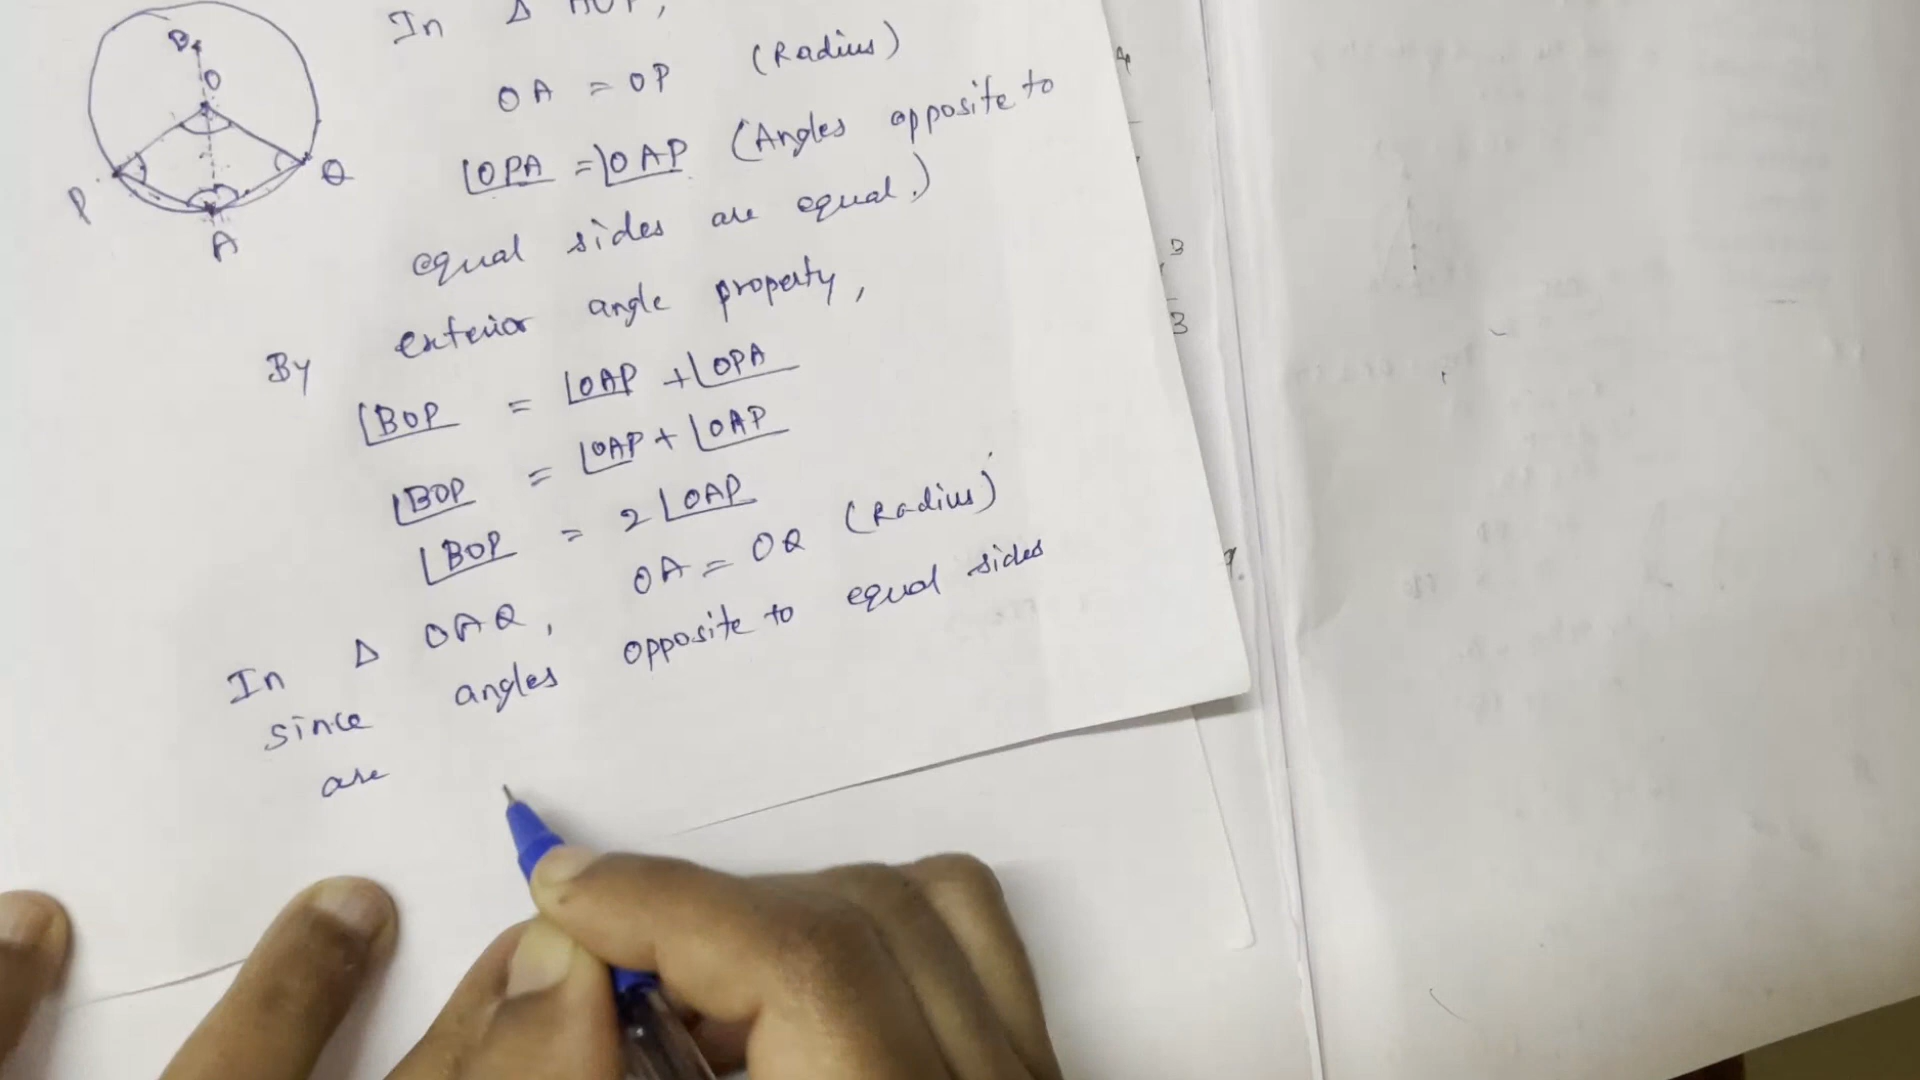 B
O
P
Q
A
In Δ AOP,
OA = OP (Radius)
∠OPA = ∠OAP (Angles opposite to
equal sides are equal.)
By exterior angle property,
∠BOP = ∠OAP + ∠OPA
∠BOP = ∠OAP + ∠OAP
∠BOP = 2 ∠OAP
In Δ OAQ, OA = OQ (Radius)
since angles opposite to equal sides
are
B
3